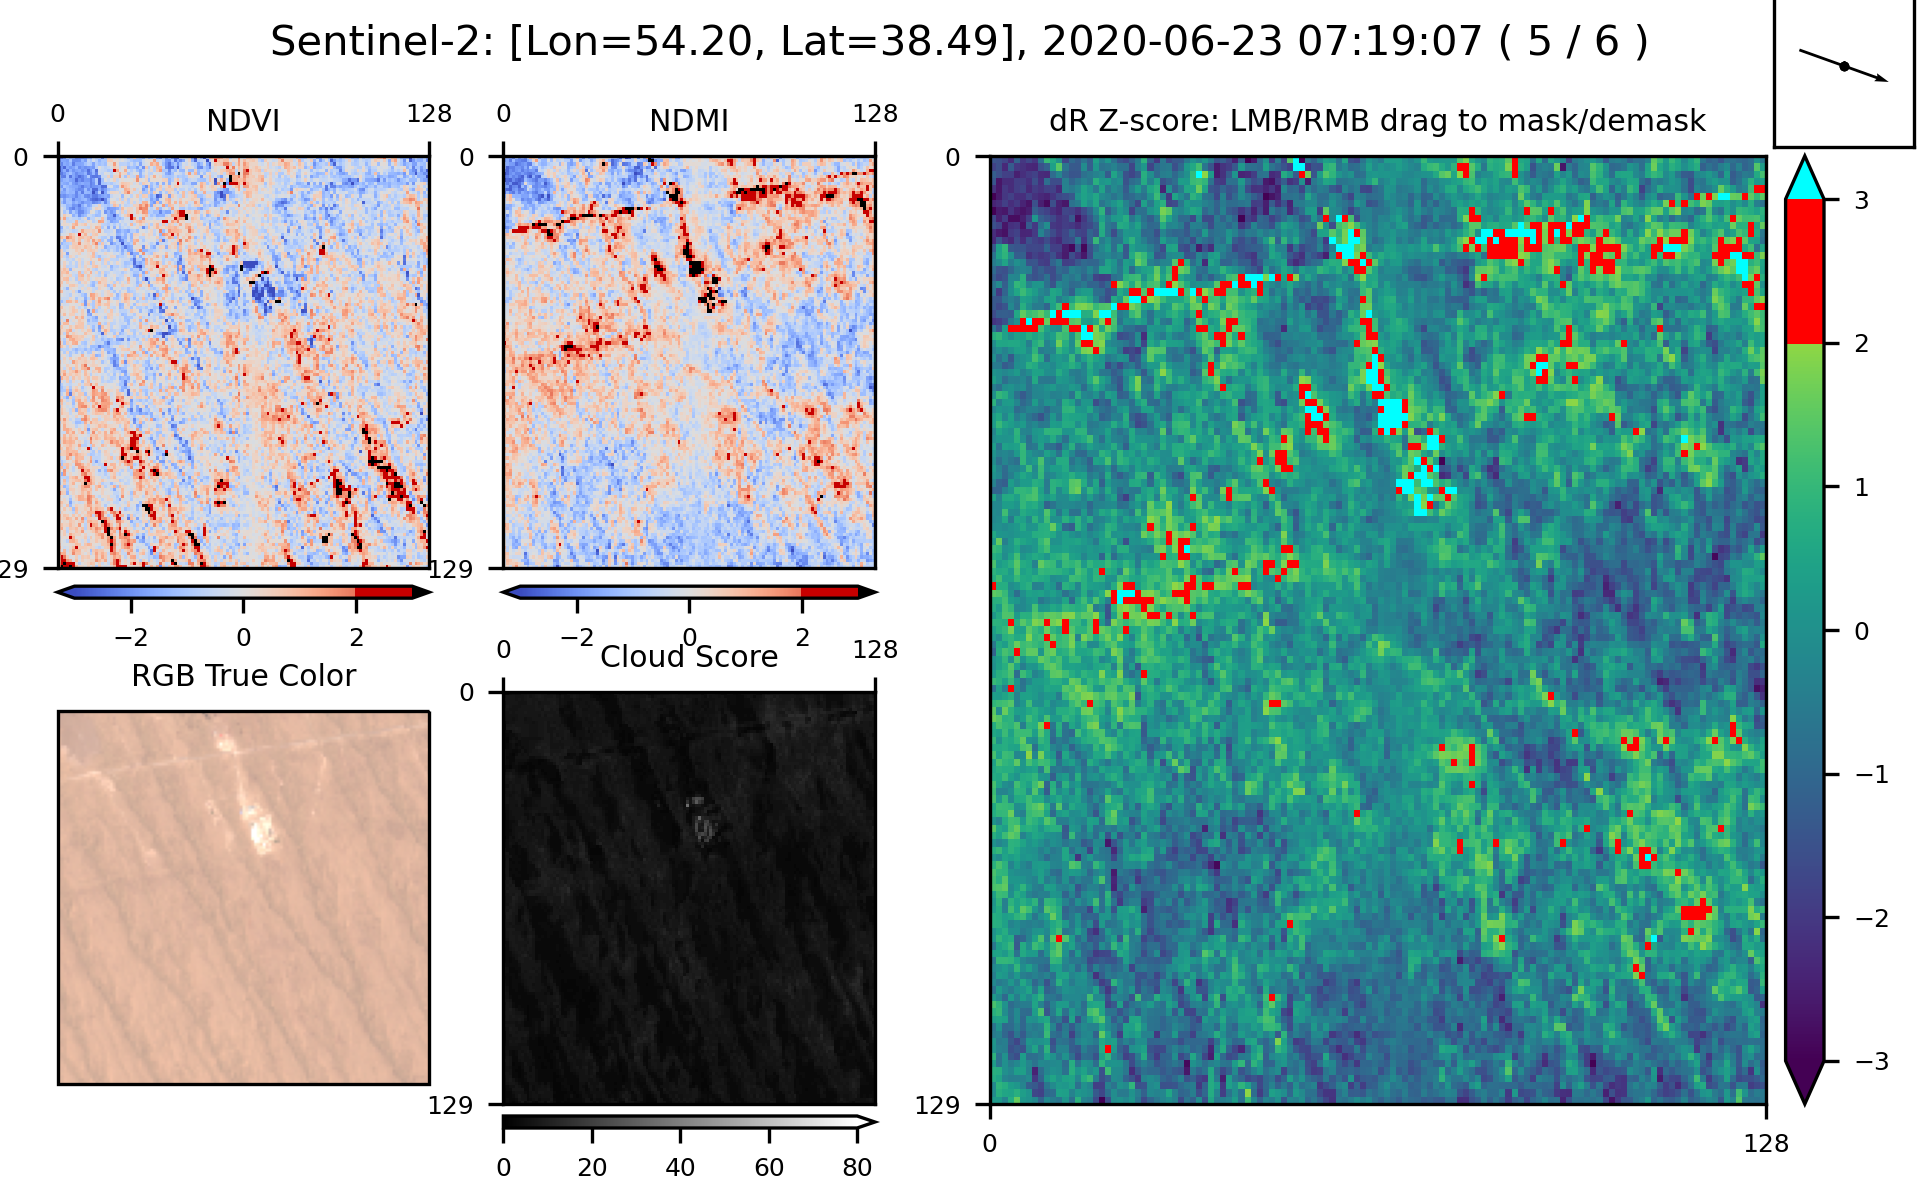 Sentinel-2: [Lon=54.20, Lat=38.49], 2020-06-23 07:19:07 ( 5 / 6 )
0 NDVI 128
0 NDMI 128
dR Z-score: LMB/RMB drag to mask/demask
0
0
0
3
2
1
0
−1
−2
−3
29
129
−2 0 2
−2 0 2
RGB True Color
0 Cloud Score 128
0
129
129
0 20 40 60 80
0 128